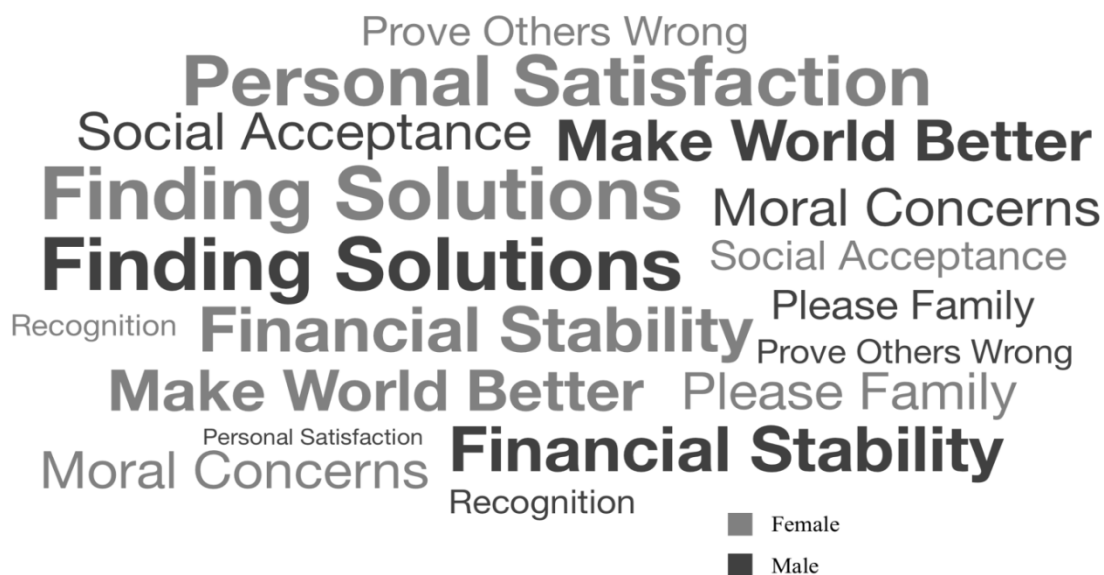 Prove Others Wrong
Personal Satisfaction
Social Acceptance Make World Better
Finding Solutions Moral Concerns
Finding Solutions Social Acceptance
Please Family
Recognition Financial Stability Prove Others Wrong
Make World Better Please Family
Personal Satisfaction Financial Stability
Moral Concerns
Recognition
Female
Male